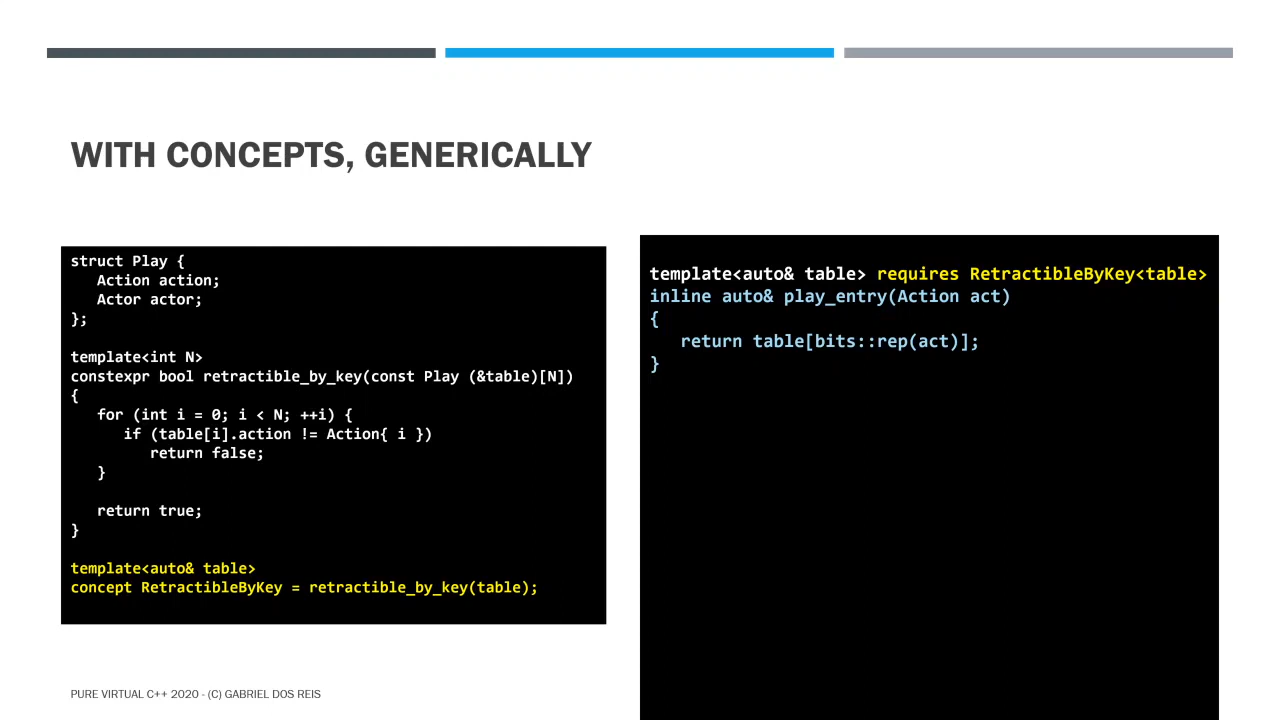 WITH CONCEPTS, GENERICALLY
struct Play {
   Action action;
   Actor actor;
};

template<int N>
constexpr bool retractible_by_key(const Play (&table)[N])
{
   for (int i = 0; i < N; ++i) {
      if (table[i].action != Action{ i })
         return false;
   }

   return true;
}

template<auto& table>
concept RetractibleByKey = retractible_by_key(table);
template<auto& table> requires RetractibleByKey<table>
inline auto& play_entry(Action act)
{
   return table[bits::rep(act)];
}
PURE VIRTUAL C++ 2020 - (C) GABRIEL DOS REIS